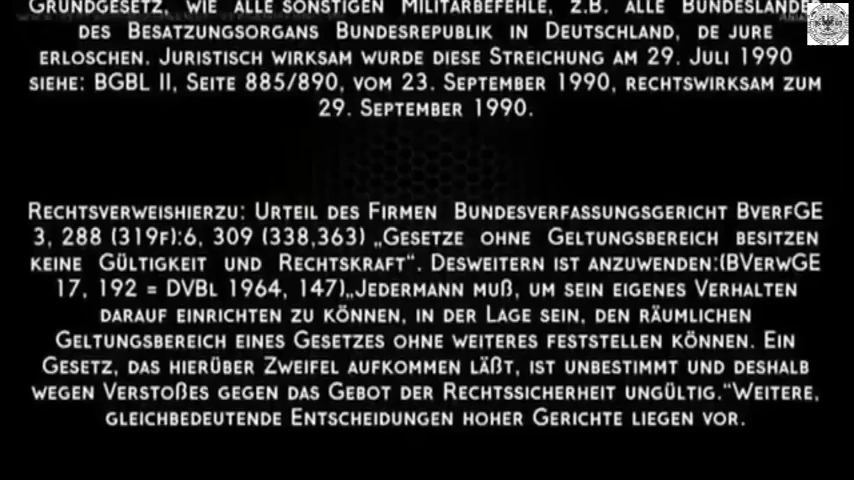 GRUNDGESETZ, WIE ALLE SONSTIGEN MILITARBEFEHLE, Z.B. ALLE BUNDESLÄNDE
DES BESATZUNGSORGANS BUNDESREPUBLIK IN DEUTSCHLAND, DE JURE
ERLOSCHEN. JURISTISCH WIRKSAM WURDE DIESE STREICHUNG AM 29. JULI 1990
SIEHE: BGBL II, SEITE 885/890, VOM 23. SEPTEMBER 1990, RECHTSWIRKSAM ZUM
29. SEPTEMBER 1990.
RECHTSVERWEISHIERZU: URTEIL DES FIRMEN BUNDESVERFASSUNGSGERICHT BVERFGE
3, 288 (319F):6, 309 (338,363) „GESETZE OHNE GELTUNGSBEREICH BESITZEN
KEINE GÜLTIGKEIT UND RECHTSKRAFT“. DESWEITERN IST ANZUWENDEN:(BVERWGE
17, 192 = DVBL 1964, 147)„JEDERMANN MUß, UM SEIN EIGENES VERHALTEN
DARAUF EINRICHTEN ZU KÖNNEN, IN DER LAGE SEIN, DEN RÄUMLICHEN
GELTUNGSBEREICH EINES GESETZES OHNE WEITERES FESTSTELLEN KÖNNEN. EIN
GESETZ, DAS HIERÜBER ZWEIFEL AUFKOMMEN LÄßT, IST UNBESTIMMT UND DESHALB
WEGEN VERSTOßES GEGEN DAS GEBOT DER RECHTSSICHERHEIT UNGÜLTIG.“WEITERE,
GLEICHBEDEUTENDE ENTSCHEIDUNGEN HOHER GERICHTE LIEGEN VOR.